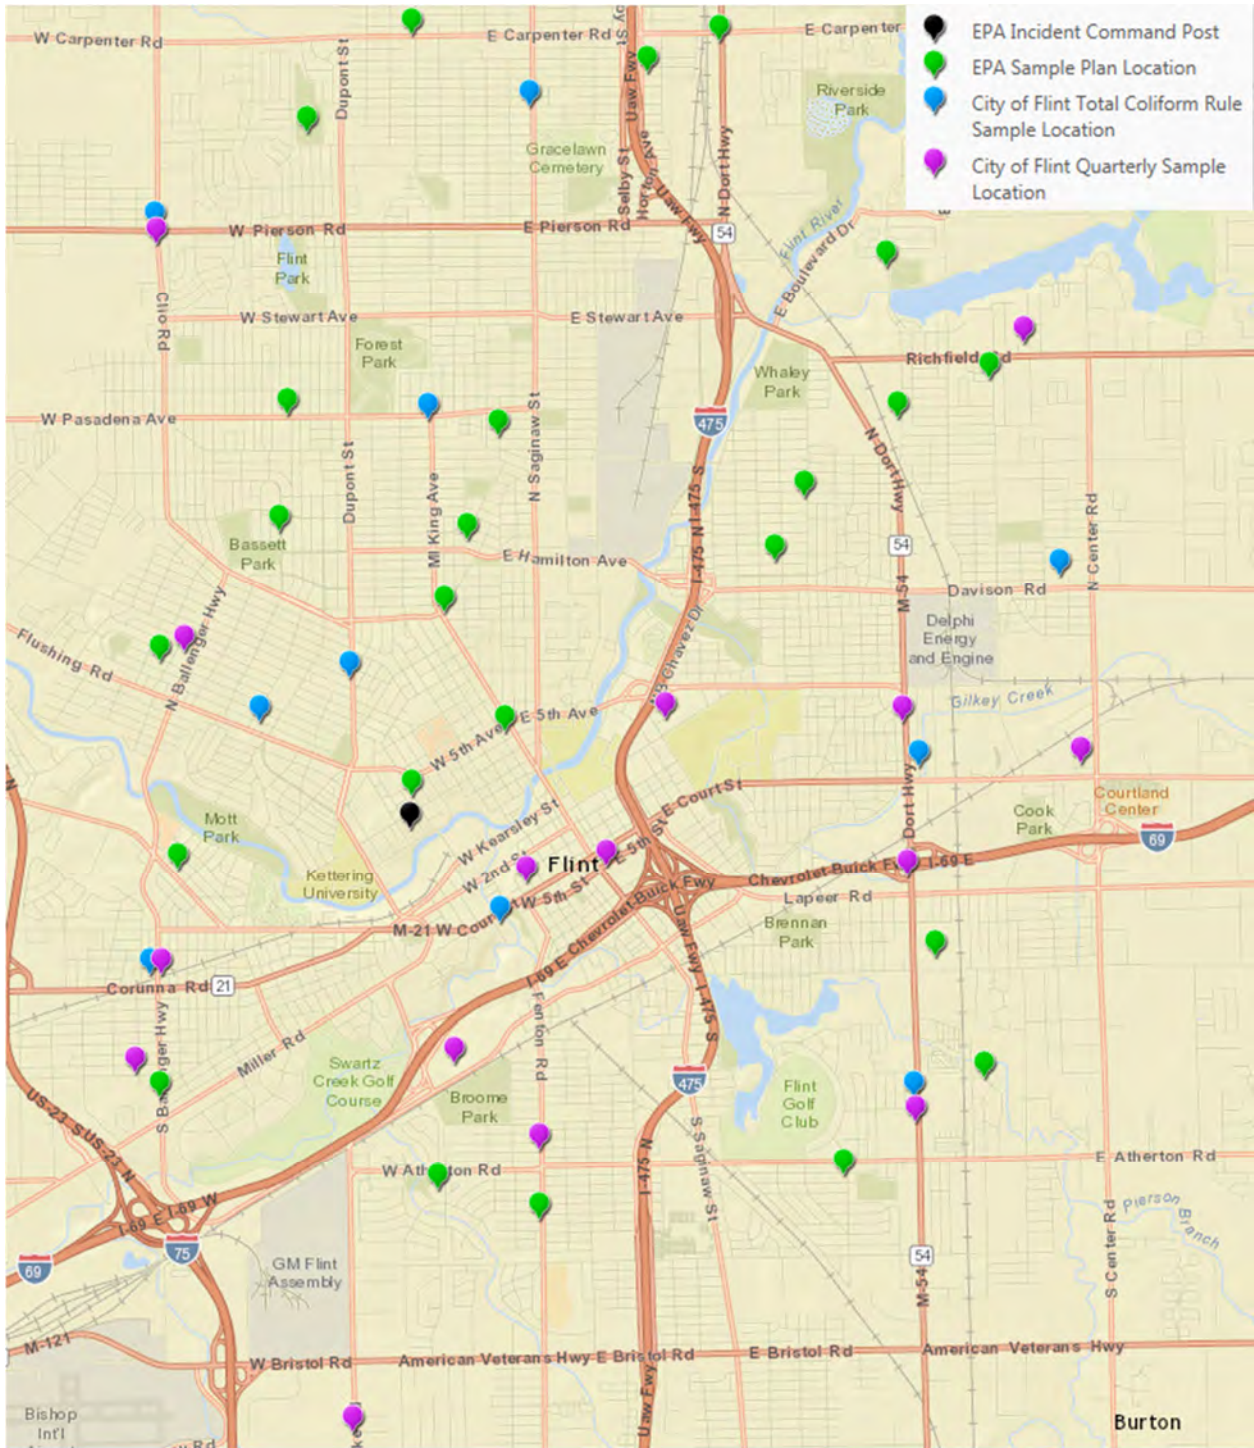 EPA Incident Command Post
EPA Sample Plan Location
City of Flint Total Coliform Rule
Sample Location
City of Flint Quarterly Sample
Location
W Carpenter Rd
E Carpenter Rd
E Carpenter
Dupont St
Uaw Fwy
Riverside
Park
Gracelawn
Cemetery
Selby St
Horton Ave
N Dort Hwy
Uaw Fwy
W Pierson Rd
E Pierson Rd
54
Flint River
E Boulevard Dr
Flint
Park
Clio Rd
W Stewart Ave
E Stewart Ave
Forest
Park
Whaley
Park
Richfield Rd
W Pasadena Ave
475
N Saginaw St
N Dort Hwy
Dupont St
Ml King Ave
I-475 S
I-475 N
N Center Rd
Bassett
Park
E Hamilton Ave
54
M-54
Davison Rd
Delphi
Energy
and Engine
Flushing Rd
N Ballenger Hwy
Chavez Dr
Gilkey Creek
W 5th Ave
E 5th Ave
Courtland
Center
Mott
Park
W Kearsley St
E Court St
Dort Hwy
Cook
Park
69
W 2nd St
Flint
E 5th St
Kettering
University
W 5th St
Chevrolet Buick Fwy
Chevrolet Buick Fwy
I-69 E
Lapeer Rd
M-21 W Court
Brennan
Park
Uaw Fwy
I-69 E Chevrolet Buick Fwy
Corunna Rd
21
I-475 S
Fenton Rd
Miller Rd
S Ballenger Hwy
Swartz
Creek Golf
Course
Broome
Park
475
Flint
Golf
Club
US-23 S
US-23 N
W Atherton Rd
I-475 N
S Saginaw St
E Atherton Rd
I-69 E
I-69 W
Pierson
Branch
S Center Rd
75
69
GM Flint
Assembly
54
M-54
M-121
W Bristol Rd
American Veterans Hwy
E Bristol Rd
E Bristol Rd
American Veterans Hwy
Uaw Fwy
Bishop
Int'l
Burton